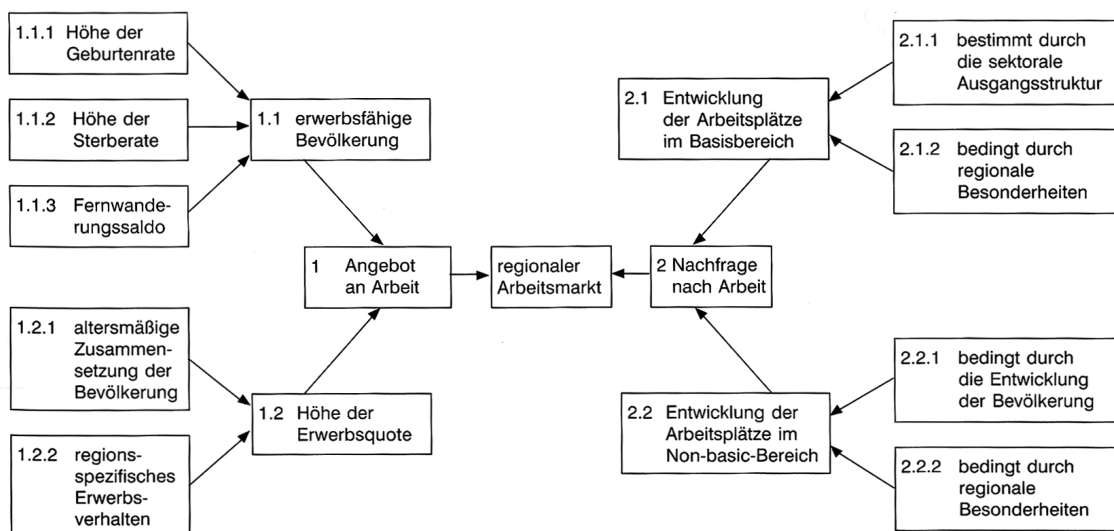 1.1.1 Höhe der
Geburtenrate
1.1.2 Höhe der
Sterberate
1.1.3 Fernwande-
rungssaldo
1.1 erwerbsfähige
Bevölkerung
1 Angebot
an Arbeit
1.2.1 altersmäßige
Zusammen-
setzung der
Bevölkerung
1.2.2 regions-
spezifisches
Erwerbs-
verhalten
1.2 Höhe der
Erwerbsquote
regionaler
Arbeitsmarkt
2 Nachfrage
nach Arbeit
2.1 Entwicklung
der Arbeitsplätze
im Basisbereich
2.1.1 bestimmt durch
die sektorale
Ausgangsstruktur
2.1.2 bedingt durch
regionale
Besonderheiten
2.2 Entwicklung der
Arbeitsplätze im
Non-basic-Bereich
2.2.1 bedingt durch
die Entwicklung
der Bevölkerung
2.2.2 bedingt durch
regionale
Besonderheiten